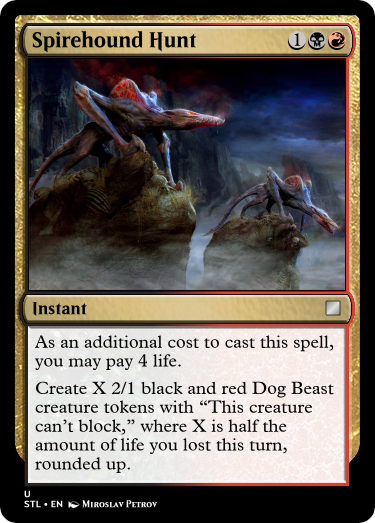 Spirehound Hunt 1
Instant
As an additional cost to cast this spell,
you may pay 4 life.
Create X 2/1 black and red Dog Beast
creature tokens with “This creature
can’t block,” where X is half the
amount of life you lost this turn,
rounded up.
U
STL • EN Miroslav Petrov